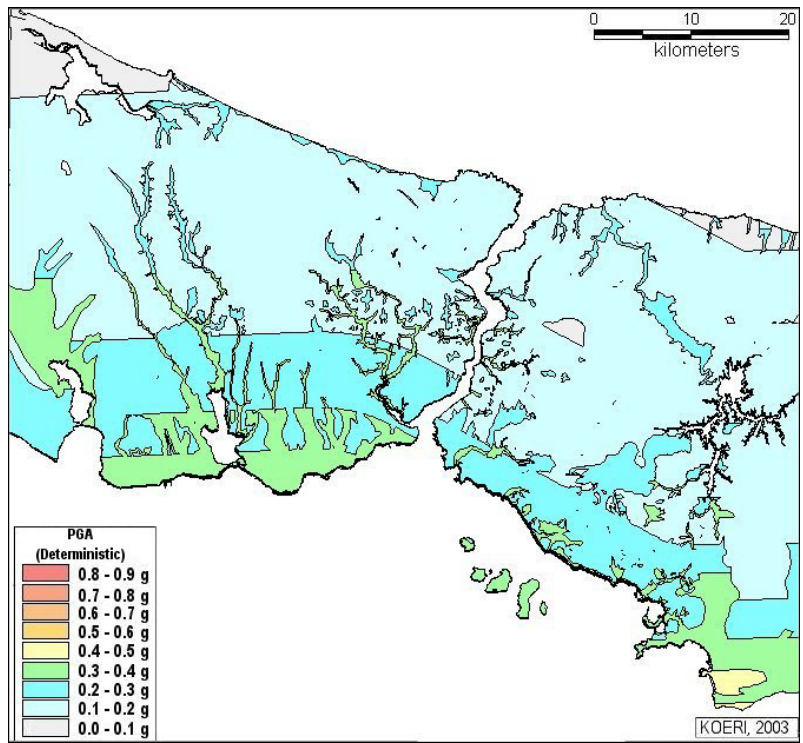 0 10 20
kilometers
PGA
(Deterministic)
0.8 - 0.9 g
0.7 - 0.8 g
0.6 - 0.7 g
0.5 - 0.6 g
0.4 - 0.5 g
0.3 - 0.4 g
0.2 - 0.3 g
0.1 - 0.2 g
0.0 - 0.1 g
KOERI, 2003